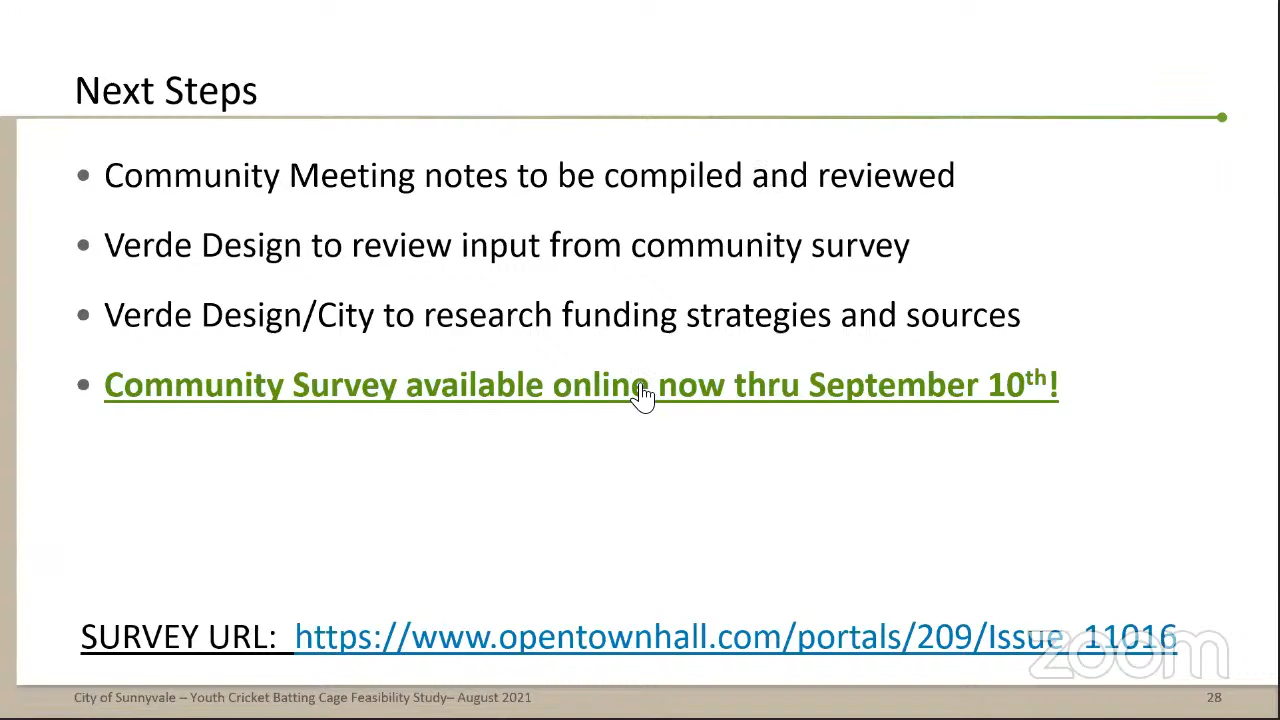 Next Steps
• Community Meeting notes to be compiled and reviewed
• Verde Design to review input from community survey
• Verde Design/City to research funding strategies and sources
• Community Survey available online now thru September 10th!
SURVEY URL: https://www.opentownhall.com/portals/209/Issue_11016
zoom
City of Sunnyvale – Youth Cricket Batting Cage Feasibility Study– August 2021
28